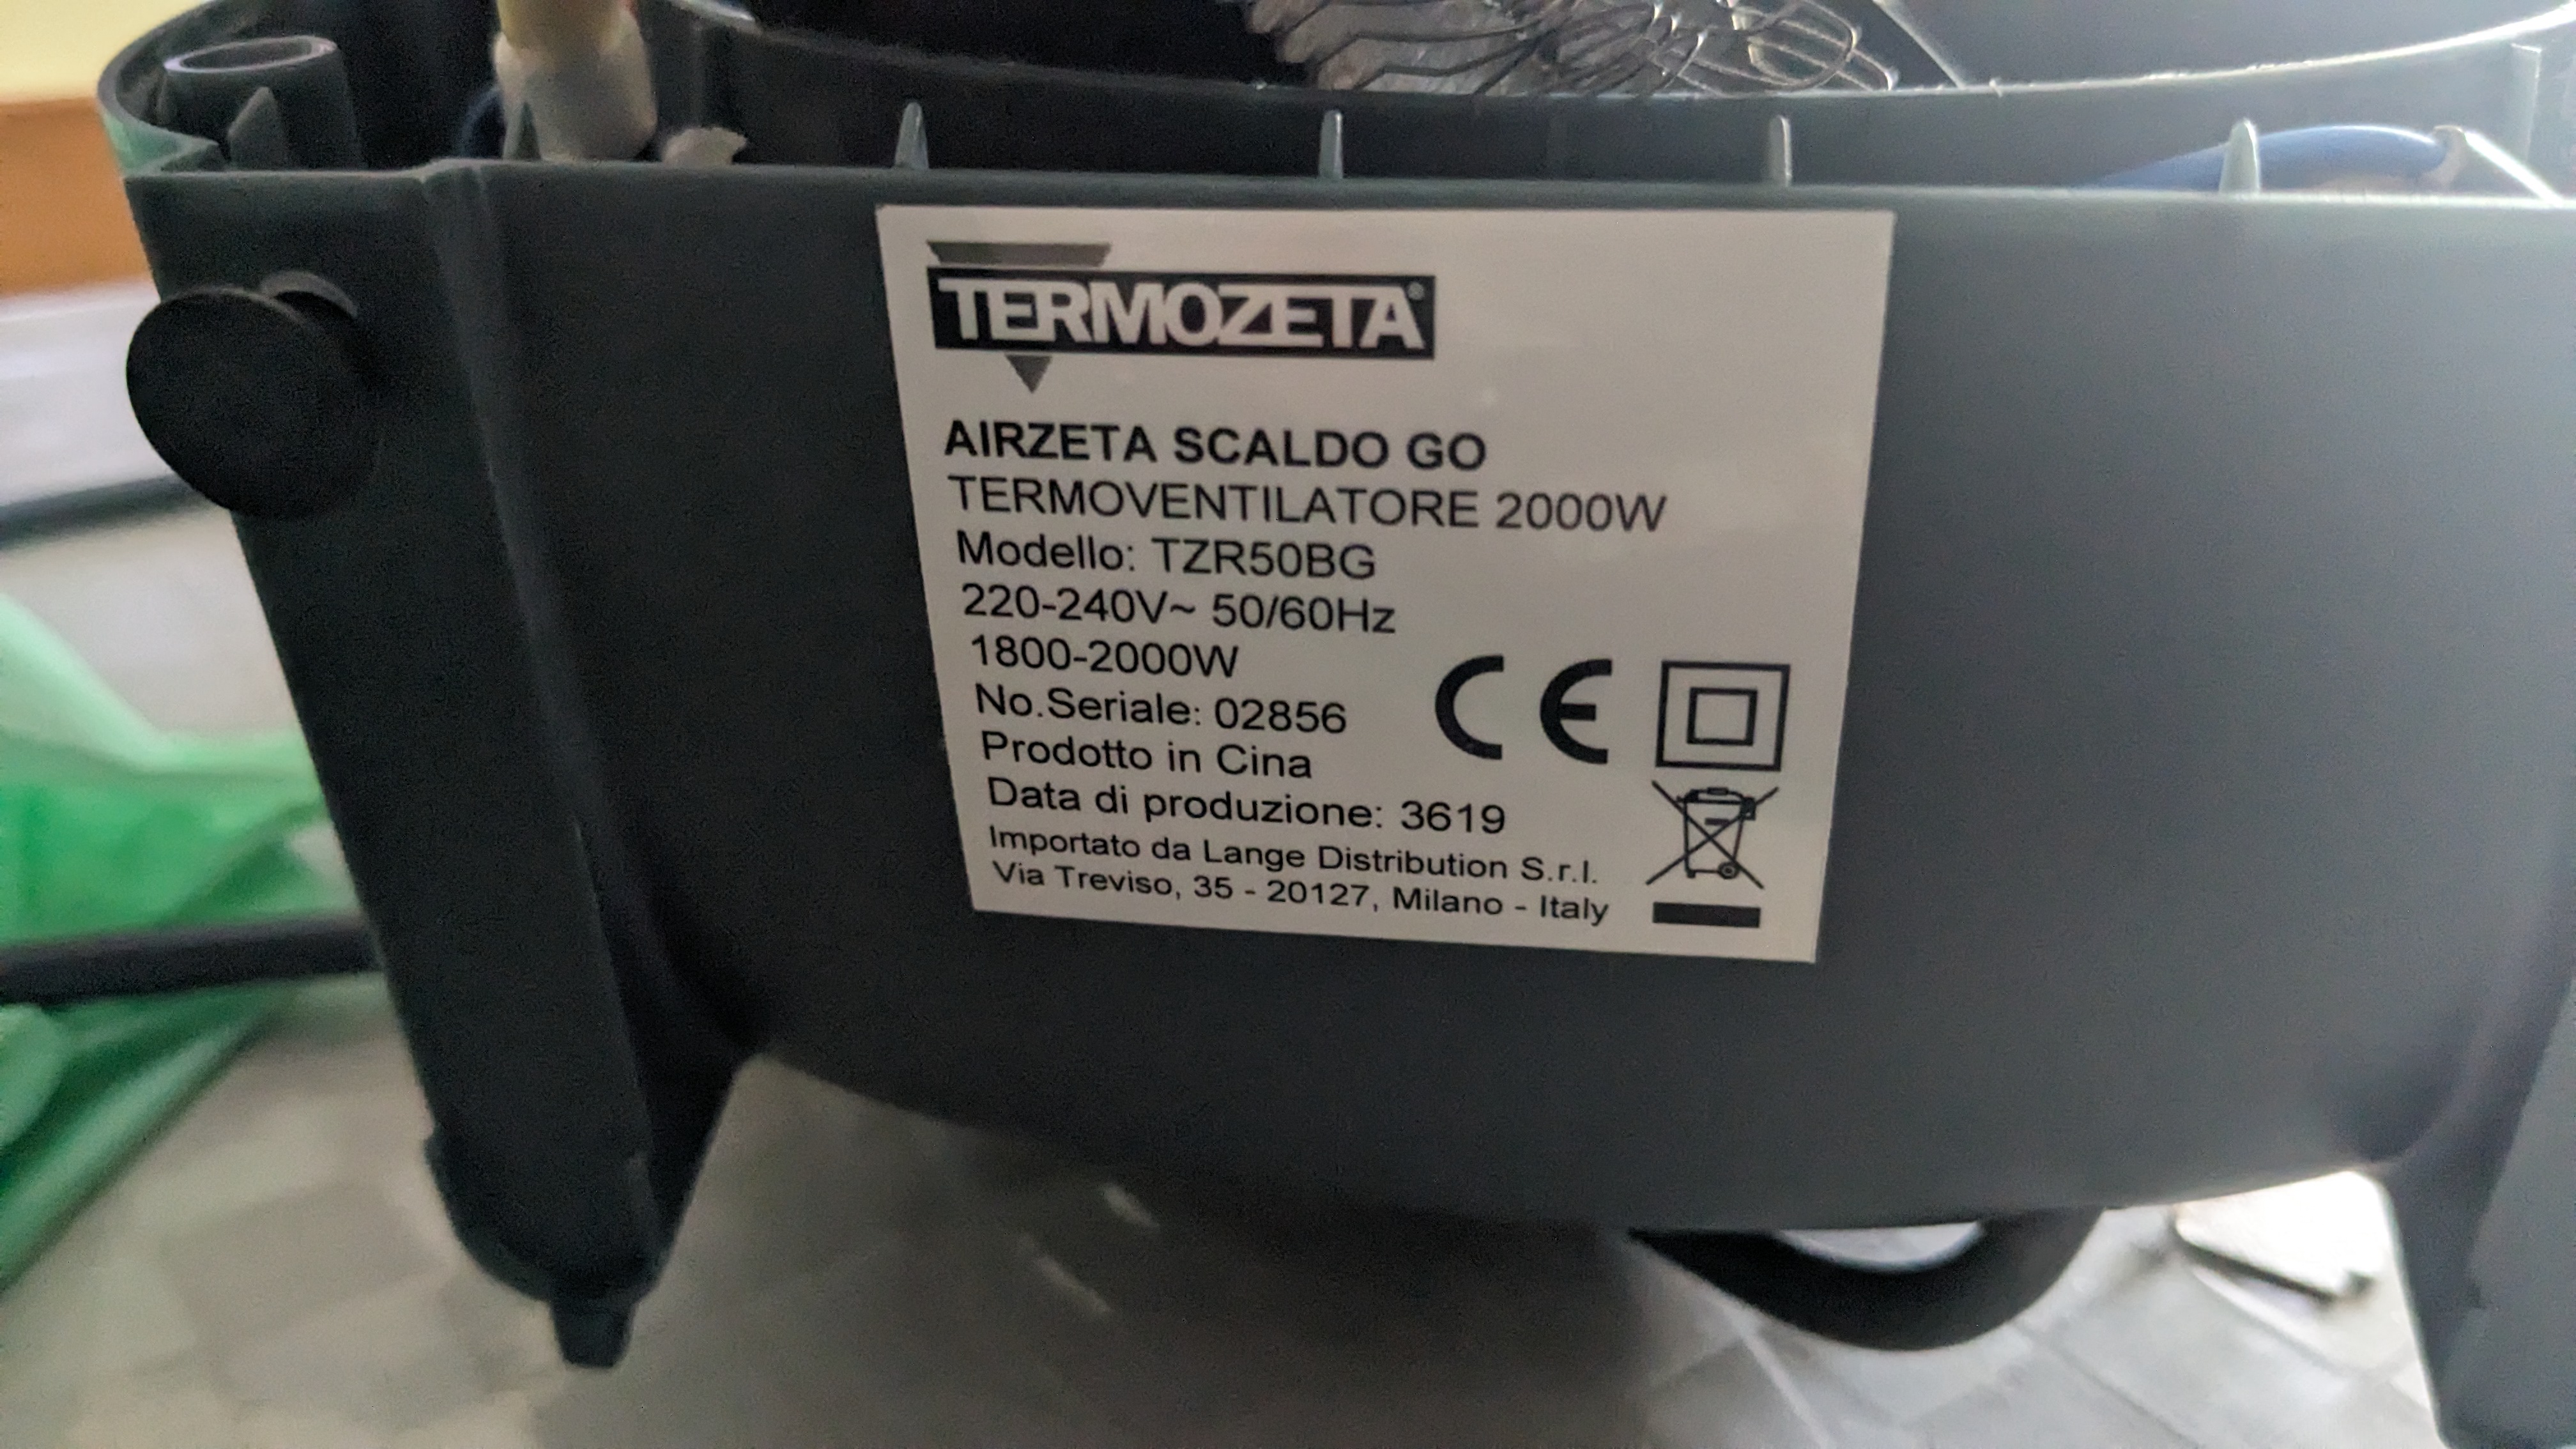 TERMOZETA®
AIRZETA SCALDO GO
TERMOVENTILATORE 2000W
Modello: TZR50BG
220-240V~ 50/60Hz
1800-2000W
No.Seriale: 02856
Prodotto in Cina
Data di produzione: 3619
Importato da Lange Distribution S.r.l.
Via Treviso, 35 - 20127, Milano - Italy
CE